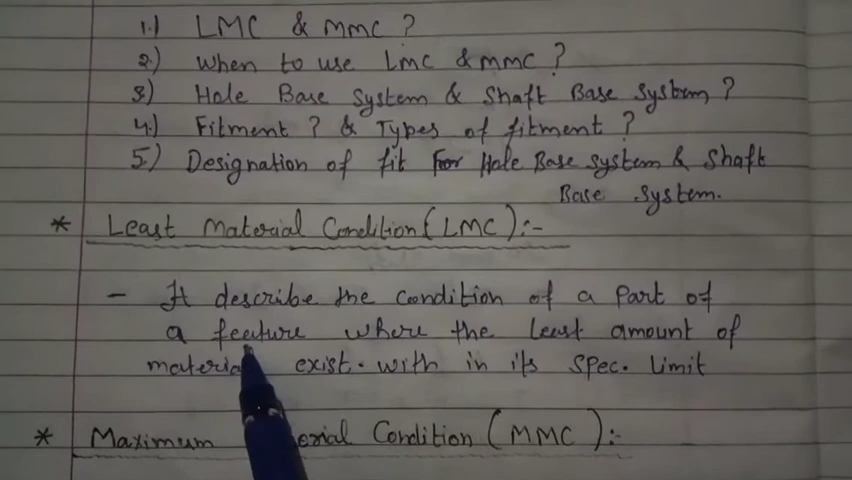 1.) LMC & MMC ?
2.) When to use LMC & MMC ?
3) Hole Base System & Shaft Base System ?
4.) Fitment ? & Types of fitment ?
5.) Designation of fit For Hole Base system & Shaft
Base system.
* Least Material Condition (LMC) :-
- It describe the condition of a part of
a feature where the least amount of
materia exist. with in its spec. limit
* Maximum erial Condition (MMC) :-